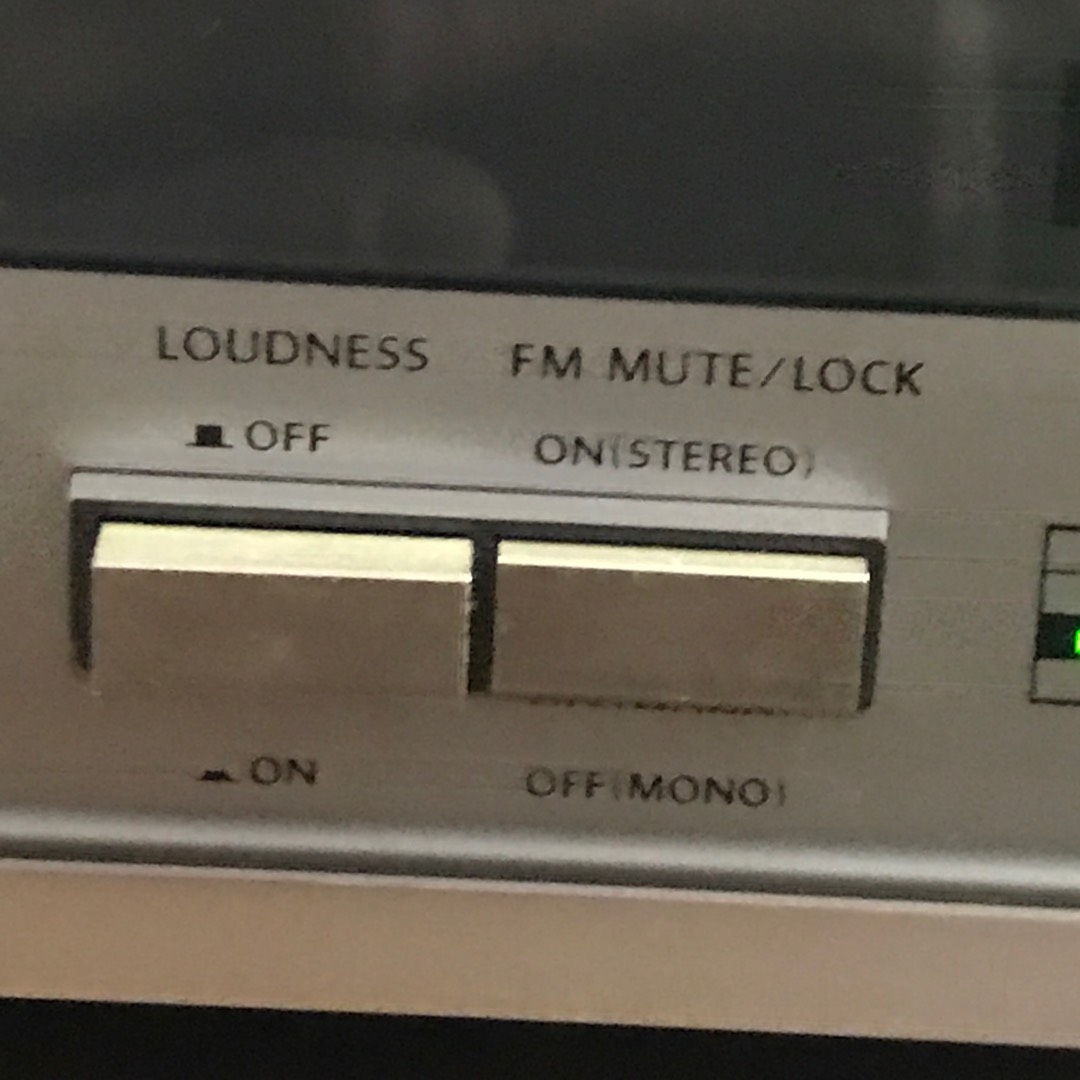 LOUDNESS FM MUTE/LOCK
OFF ON(STEREO)
ON OFF(MONO)